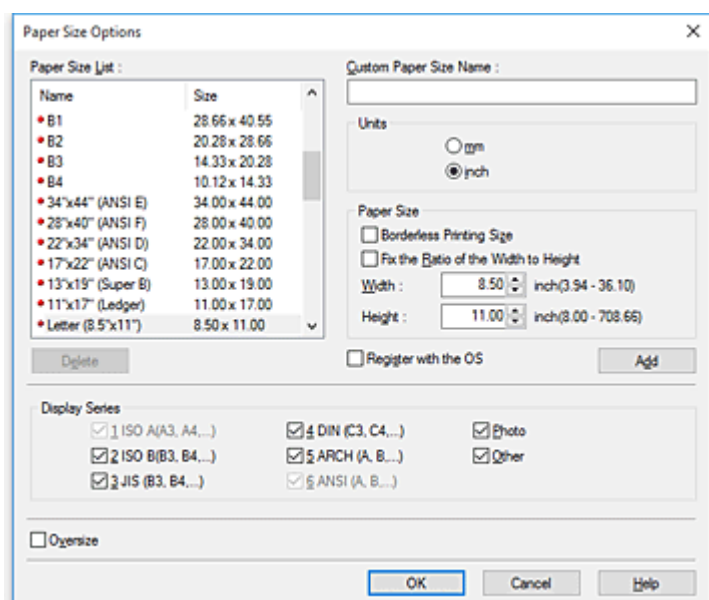 Paper Size Options
Paper Size List :
Name Size
B1 28.66 x 40.55
B2 20.28 x 28.66
B3 14.33 x 20.28
B4 10.12 x 14.33
34"x44" (ANSI E) 34.00 x 44.00
28"x40" (ANSI F) 28.00 x 40.00
22"x34" (ANSI D) 22.00 x 34.00
17"x22" (ANSI C) 17.00 x 22.00
13"x19" (Super B) 13.00 x 19.00
11"x17" (Ledger) 11.00 x 17.00
Letter (8.5"x11") 8.50 x 11.00
Delete
Custom Paper Size Name :
Units
mm
inch
Paper Size
Borderless Printing Size
Fix the Ratio of the Width to Height
Width : 8.50 inch(3.94 - 36.10)
Height : 11.00 inch(8.00 - 708.66)
Register with the OS
Add
Display Series
1 ISO A(A3, A4,...) 4 DIN (C3, C4,...) Photo
2 ISO B(B3, B4,...) 5 ARCH (A, B,...) Other
3 JIS (B3, B4,...) 6 ANSI (A, B,...)
Oversize
OK Cancel Help